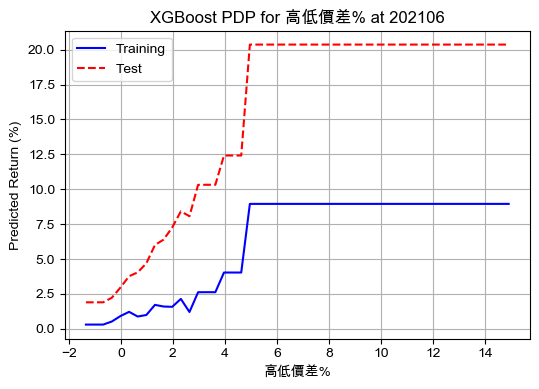 XGBoost PDP for 高低價差% at 202106
Training
Test
Predicted Return (%)
20.0
17.5
15.0
12.5
10.0
7.5
5.0
2.5
0.0
−2 0 2 4 6 8 10 12 14
高低價差%